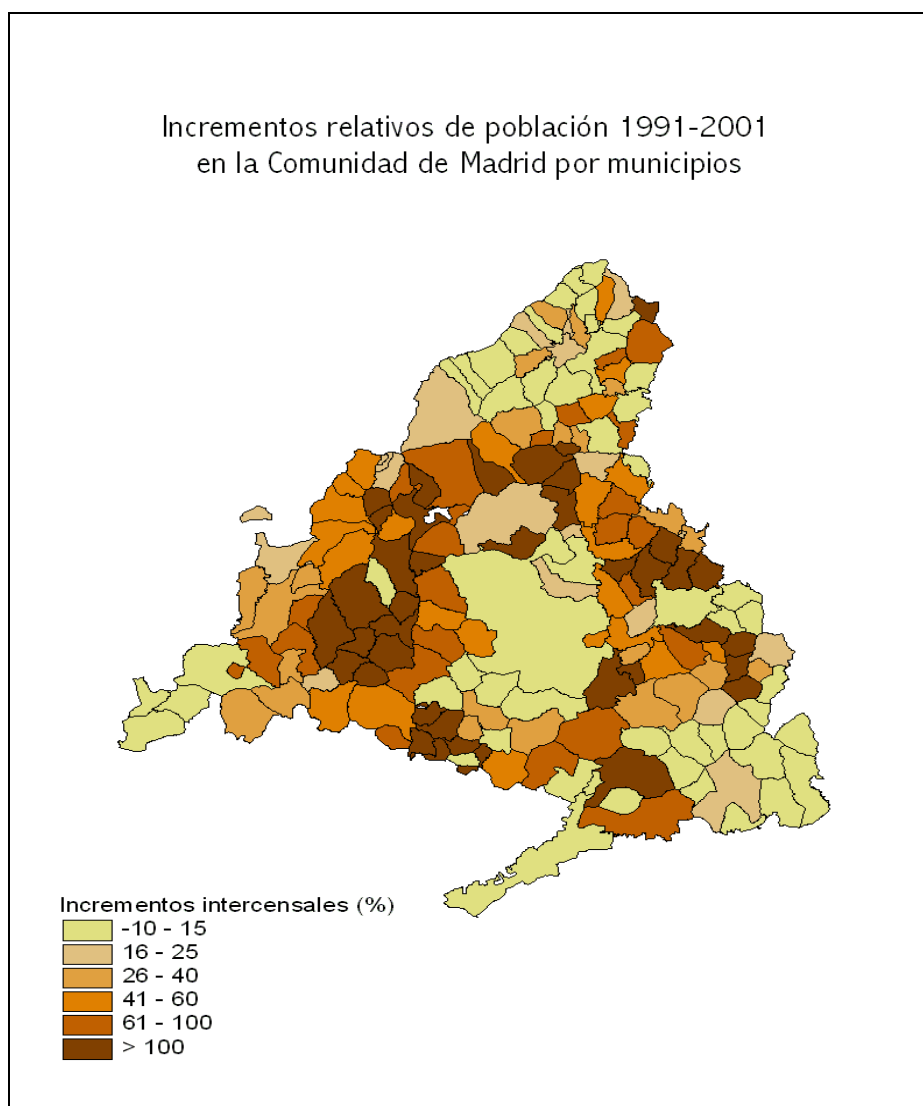 Incrementos relativos de población 1991-2001
en la Comunidad de Madrid por municipios
Incrementos intercensales (%)
-10 - 15
16 - 25
26 - 40
41 - 60
61 - 100
> 100